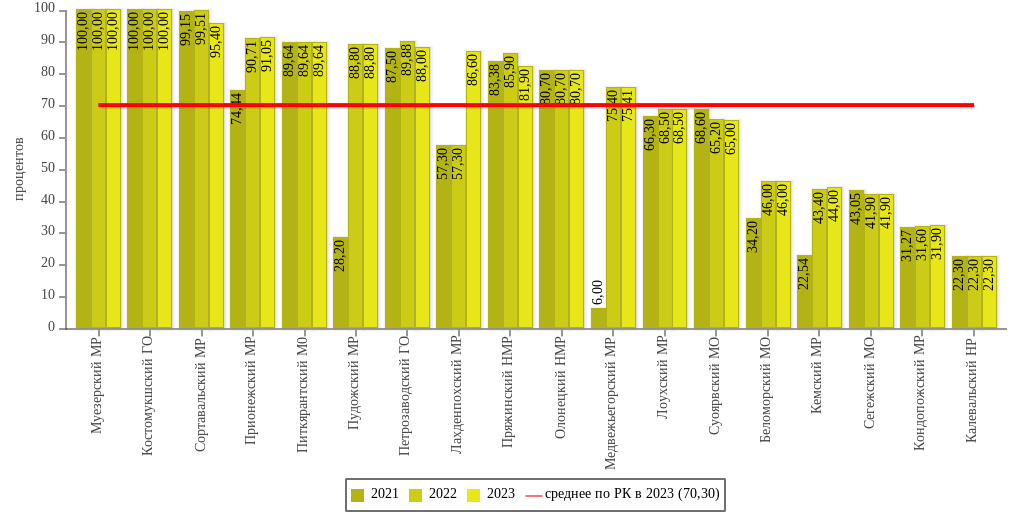 процентов
100
90
80
70
60
50
40
30
20
10
0
100,00 100,00 100,00
100,00 100,00 100,00
99,15 99,51 95,40
74,44 90,71 91,05
89,64 89,64 89,64
28,20 88,80 88,80
87,50 89,88 88,00
57,30 57,30 86,60
83,38 85,90 81,90
80,70 80,70 80,70
6,00 75,40 75,41
66,30 68,50 68,50
68,60 65,20 65,00
34,20 46,00 46,00
22,54 43,40 44,00
43,05 41,90 41,90
31,27 31,60 31,90
22,30 22,30 22,30
Муезерский МР
Костомукшский ГО
Сортавальский МР
Прионежский МР
Питкярантский М0
Пудожский МР
Петрозаводский ГО
Лахденпохский МР
Пряжинский НМР
Олонецкий НМР
Медвежьегорский МР
Лоухский МР
Суоярвский МО
Беломорский МО
Кемский МР
Сегежский МО
Кондопожский МР
Калевальский НР
2021 2022 2023 среднее по РК в 2023 (70,30)